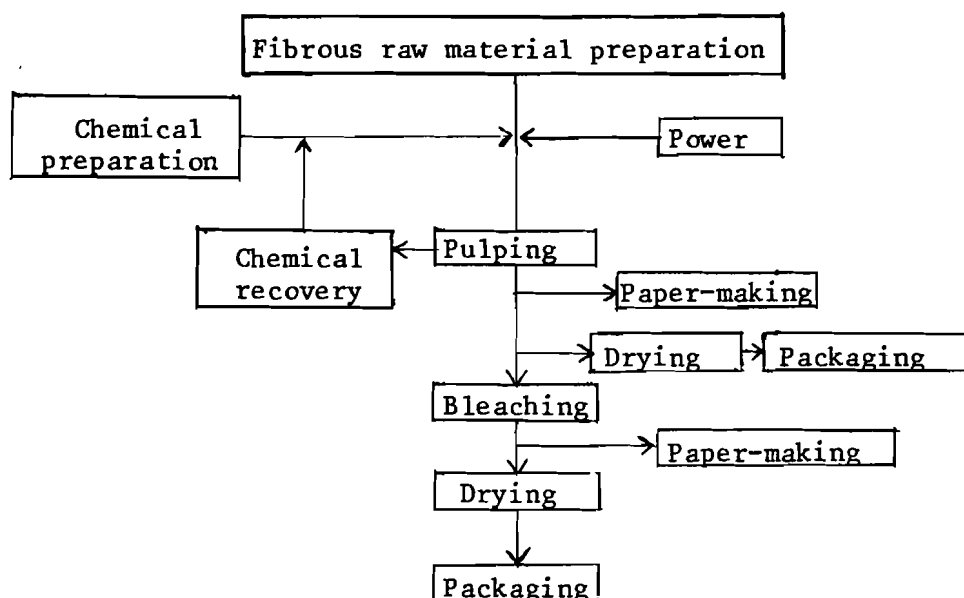 Fibrous raw material preparation
Chemical
preparation
Power
Pulping
Chemical
recovery
Paper-making
Drying
Packaging
Bleaching
Paper-making
Drying
Packaging